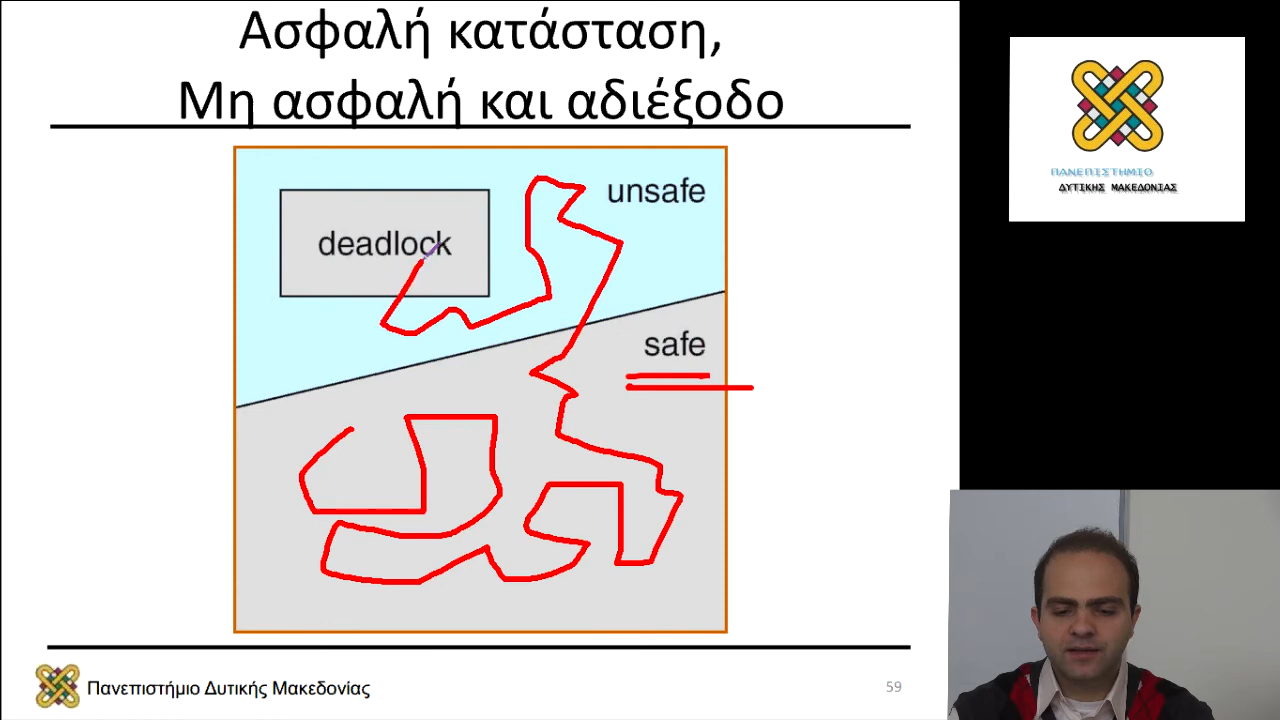 Ασφαλή κατάσταση,
Μη ασφαλή και αδιέξοδο
deadlock
unsafe
safe
ΠΑΝΕΠΙΣΤΗΜΙΟ
ΔΥΤΙΚΗΣ ΜΑΚΕΔΟΝΙΑΣ
Πανεπιστήμιο Δυτικής Μακεδονίας
59